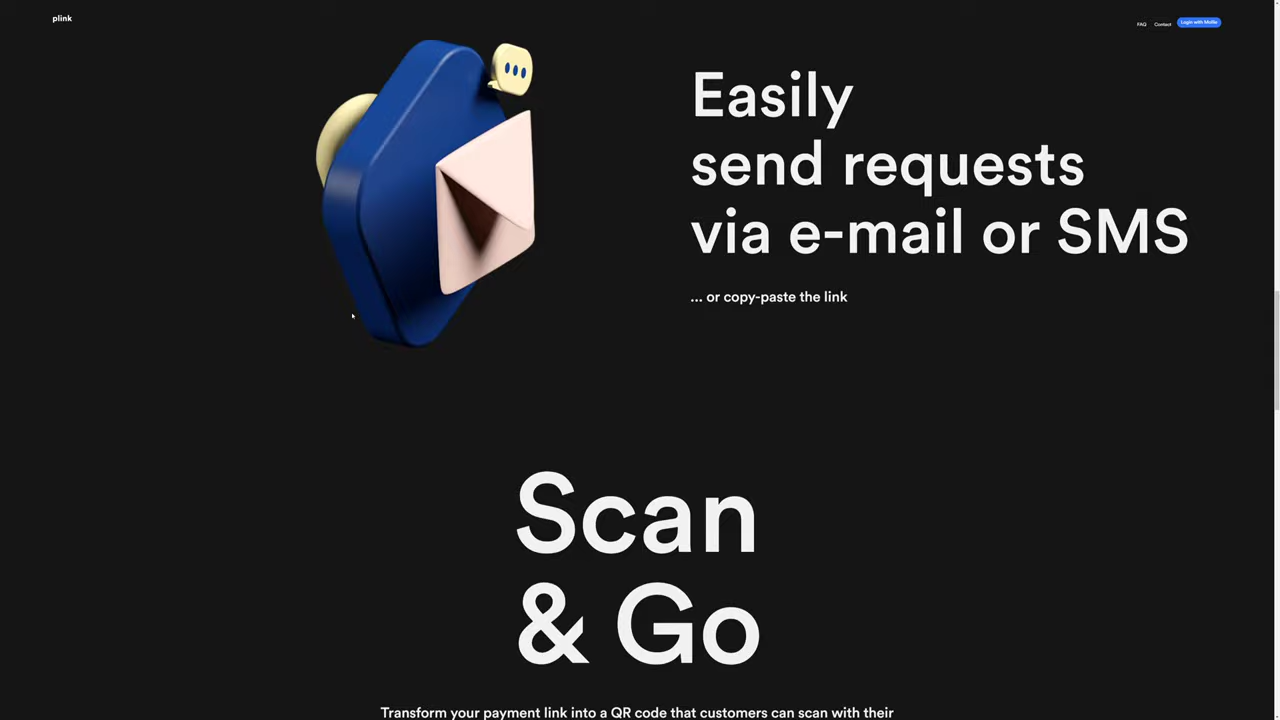 plink
FAQ
Contact
Login with Mollie
Easily
send requests
via e-mail or SMS
... or copy-paste the link
Scan
& Go
Transform your payment link into a QR code that customers can scan with their